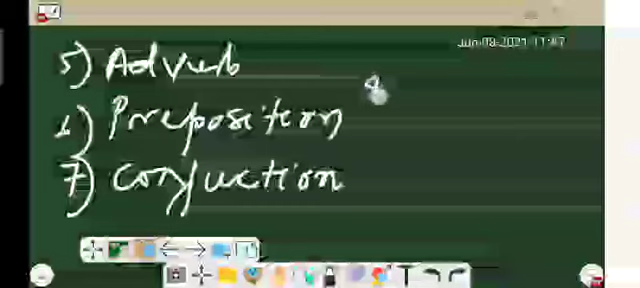 Jun-09-2021 11:47
5) Adverb
6) Preposition
7) Conjuction